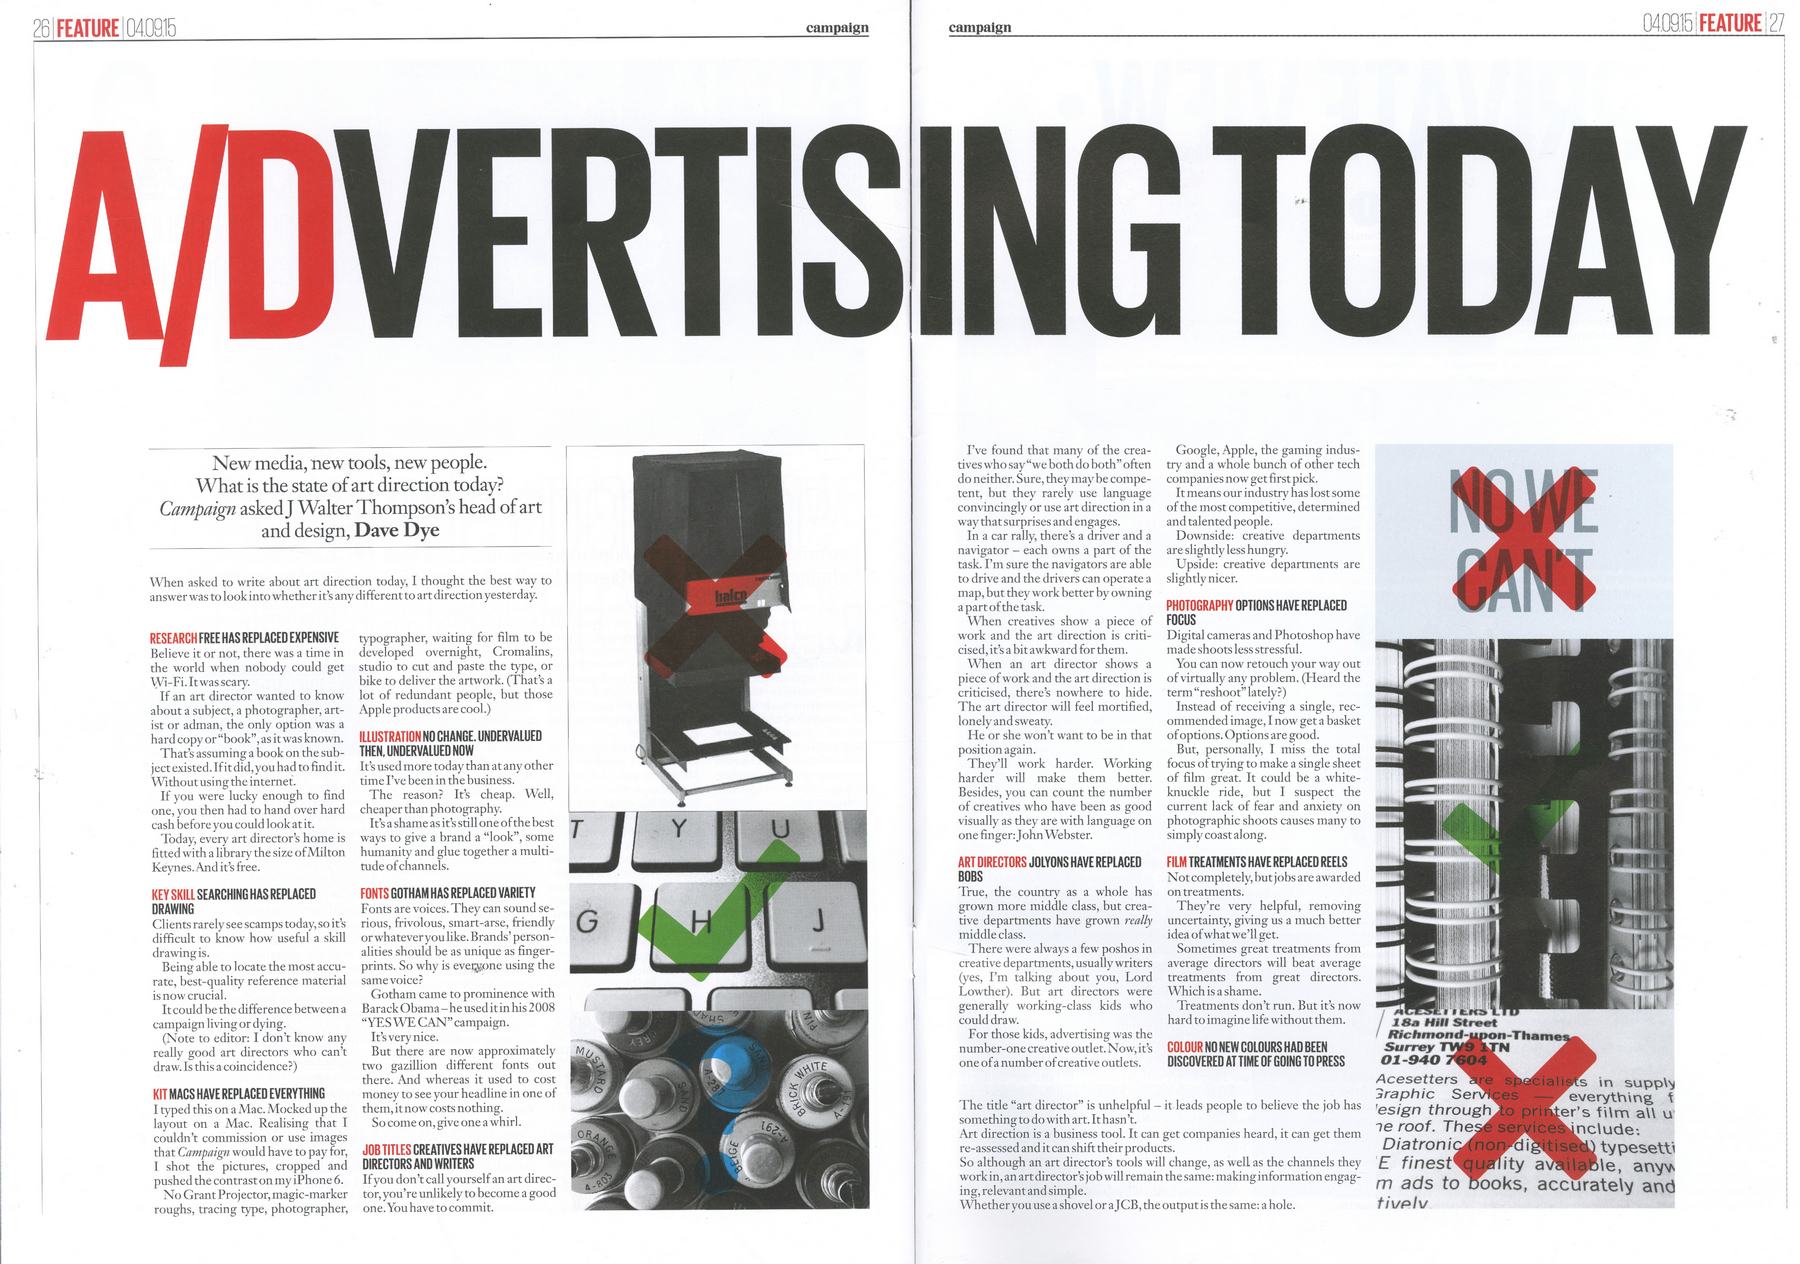 26 | FEATURE | 04.09.15
campaign
campaign
04.09.15 | FEATURE | 27
A/DVERTISING TODAY
New media, new tools, new people.
What is the state of art direction today?
Campaign asked J Walter Thompson's head of art
and design, Dave Dye
When asked to write about art direction today, I thought the best way to
answer was to look into whether it's any different to art direction yesterday.
RESEARCH FREE HAS REPLACED EXPENSIVE
Believe it or not, there was a time in
the world when nobody could get
Wi-Fi. It was scary.
If an art director wanted to know
about a subject, a photographer, art-
ist or adman, the only option was a
hard copy or "book", as it was known.
That's assuming a book on the sub-
ject existed. If it did, you had to find it.
Without using the internet.
If you were lucky enough to find
one, you then had to hand over hard
cash before you could look at it.
Today, every art director's home is
fitted with a library the size of Milton
Keynes. And it's free.
KEY SKILL SEARCHING HAS REPLACED
DRAWING
Clients rarely see scamps today, so it's
difficult to know how useful a skill
drawing is.
Being able to locate the most accu-
rate, best-quality reference material
is now crucial.
It could be the difference between a
campaign living or dying.
(Note to editor: I don't know any
really good art directors who can't
draw. Is this a coincidence?)
KIT MACS HAVE REPLACED EVERYTHING
I typed this on a Mac. Mocked up the
layout on a Mac. Realising that I
couldn't commission or use images
that Campaign would have to pay for,
I shot the pictures, cropped and
pushed the contrast on my iPhone 6.
No Grant Projector, magic-marker
roughs, tracing type, photographer,
typographer, waiting for film to be
developed overnight, Cromalins,
studio to cut and paste the type, or
bike to deliver the artwork. (That's a
lot of redundant people, but those
Apple products are cool.)
ILLUSTRATION NO CHANGE. UNDERVALUED
THEN, UNDERVALUED NOW
It's used more today than at any other
time I've been in the business.
The reason? It's cheap. Well,
cheaper than photography.
It's a shame as it's still one of the best
ways to give a brand a "look", some
humanity and glue together a multi-
tude of channels.
FONTS GOTHAM HAS REPLACED VARIETY
Fonts are voices. They can sound se-
rious, frivolous, smart-arse, friendly
or whatever you like. Brands' person-
alities should be as unique as finger-
prints. So why is everyone using the
same voice?
Gotham came to prominence with
Barack Obama – he used it in his 2008
"YES WE CAN" campaign.
It's very nice.
But there are now approximately
two gazillion different fonts out
there. And whereas it used to cost
money to see your headline in one of
them, it now costs nothing.
So come on, give one a whirl.
JOB TITLES CREATIVES HAVE REPLACED ART
DIRECTORS AND WRITERS
If you don't call yourself an art direc-
tor, you're unlikely to become a good
one. You have to commit.
halco
T Y U
G H J
MUSTARD
GREY
PIN
SAND
A-281
BRICK WHITE
A-791
ORANGE
4-803
BEIGE
A-291
I've found that many of the crea-
tives who say "we both do both" often
do neither. Sure, they may be compe-
tent, but they rarely use language
convincingly or use art direction in a
way that surprises and engages.
In a car rally, there's a driver and a
navigator – each owns a part of the
task. I'm sure the navigators are able
to drive and the drivers can operate a
map, but they work better by owning
a part of the task.
When creatives show a piece of
work and the art direction is criti-
cised, it's a bit awkward for them.
When an art director shows a
piece of work and the art direction is
criticised, there's nowhere to hide.
The art director will feel mortified,
lonely and sweaty.
He or she won't want to be in that
position again.
They'll work harder. Working
harder will make them better.
Besides, you can count the number
of creatives who have been as good
visually as they are with language on
one finger: John Webster.
ART DIRECTORS JOLYONS HAVE REPLACED
BOBS
True, the country as a whole has
grown more middle class, but crea-
tive departments have grown really
middle class.
There were always a few poshos in
creative departments, usually writers
(yes, I'm talking about you, Lord
Lowther). But art directors were
generally working-class kids who
could draw.
For those kids, advertising was the
number-one creative outlet. Now, it's
one of a number of creative outlets.
Google, Apple, the gaming indus-
try and a whole bunch of other tech
companies now get first pick.
It means our industry has lost some
of the most competitive, determined
and talented people.
Downside: creative departments
are slightly less hungry.
Upside: creative departments are
slightly nicer.
PHOTOGRAPHY OPTIONS HAVE REPLACED
FOCUS
Digital cameras and Photoshop have
made shoots less stressful.
You can now retouch your way out
of virtually any problem. (Heard the
term "reshoot" lately?)
Instead of receiving a single, rec-
ommended image, I now get a basket
of options. Options are good.
But, personally, I miss the total
focus of trying to make a single sheet
of film great. It could be a white-
knuckle ride, but I suspect the
current lack of fear and anxiety on
photographic shoots causes many to
simply coast along.
FILM TREATMENTS HAVE REPLACED REELS
Not completely, but jobs are awarded
on treatments.
They're very helpful, removing
uncertainty, giving us a much better
idea of what we'll get.
Sometimes great treatments from
average directors will beat average
treatments from great directors.
Which is a shame.
Treatments don't run. But it's now
hard to imagine life without them.
COLOUR NO NEW COLOURS HAD BEEN
DISCOVERED AT TIME OF GOING TO PRESS
The title "art director" is unhelpful – it leads people to believe the job has
something to do with art. It hasn't.
Art direction is a business tool. It can get companies heard, it can get them
re-assessed and it can shift their products.
So although an art director's tools will change, as well as the channels they
work in, an art director's job will remain the same: making information engag-
ing, relevant and simple.
Whether you use a shovel or a JCB, the output is the same: a hole.
NO WE
CAN'T
ACESETTERS LTD
18a Hill Street
Richmond-upon-Thames
Surrey TW9 1TN
01-940 7604
Acesetters are specialists in supply
Graphic Services — everything f
esign through to printer's film all u
ne roof. These services include:
Diatronic (non-digitised) typesetti
E finest quality available, anyw
m ads to books, accurately and
tively.